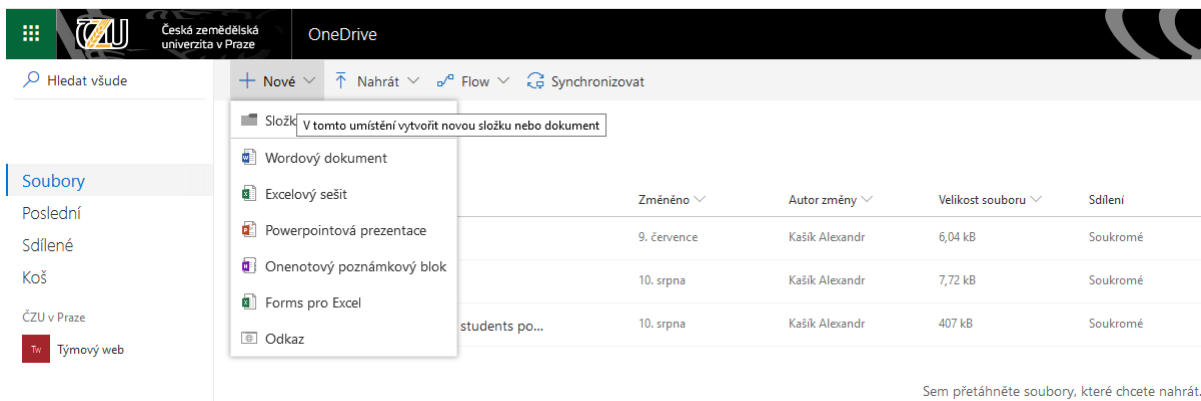 ČZU
Česká zemědělská
univerzita v Praze
OneDrive
Hledat všude
Nové
Nahrát
Flow
Synchronizovat
Složk
V tomto umístění vytvořit novou složku nebo dokument
Wordový dokument
Excelový sešit
Powerpointová prezentace
Onenotový poznámkový blok
Forms pro Excel
Odkaz
Soubory
Poslední
Sdílené
Koš
ČZU v Praze
Tw Týmový web
Změněno Autor změny Velikost souboru Sdílení
9. července Kašík Alexandr 6,04 kB Soukromé
10. srpna Kašík Alexandr 7,72 kB Soukromé
students po... 10. srpna Kašík Alexandr 407 kB Soukromé
Sem přetáhněte soubory, které chcete nahrát.